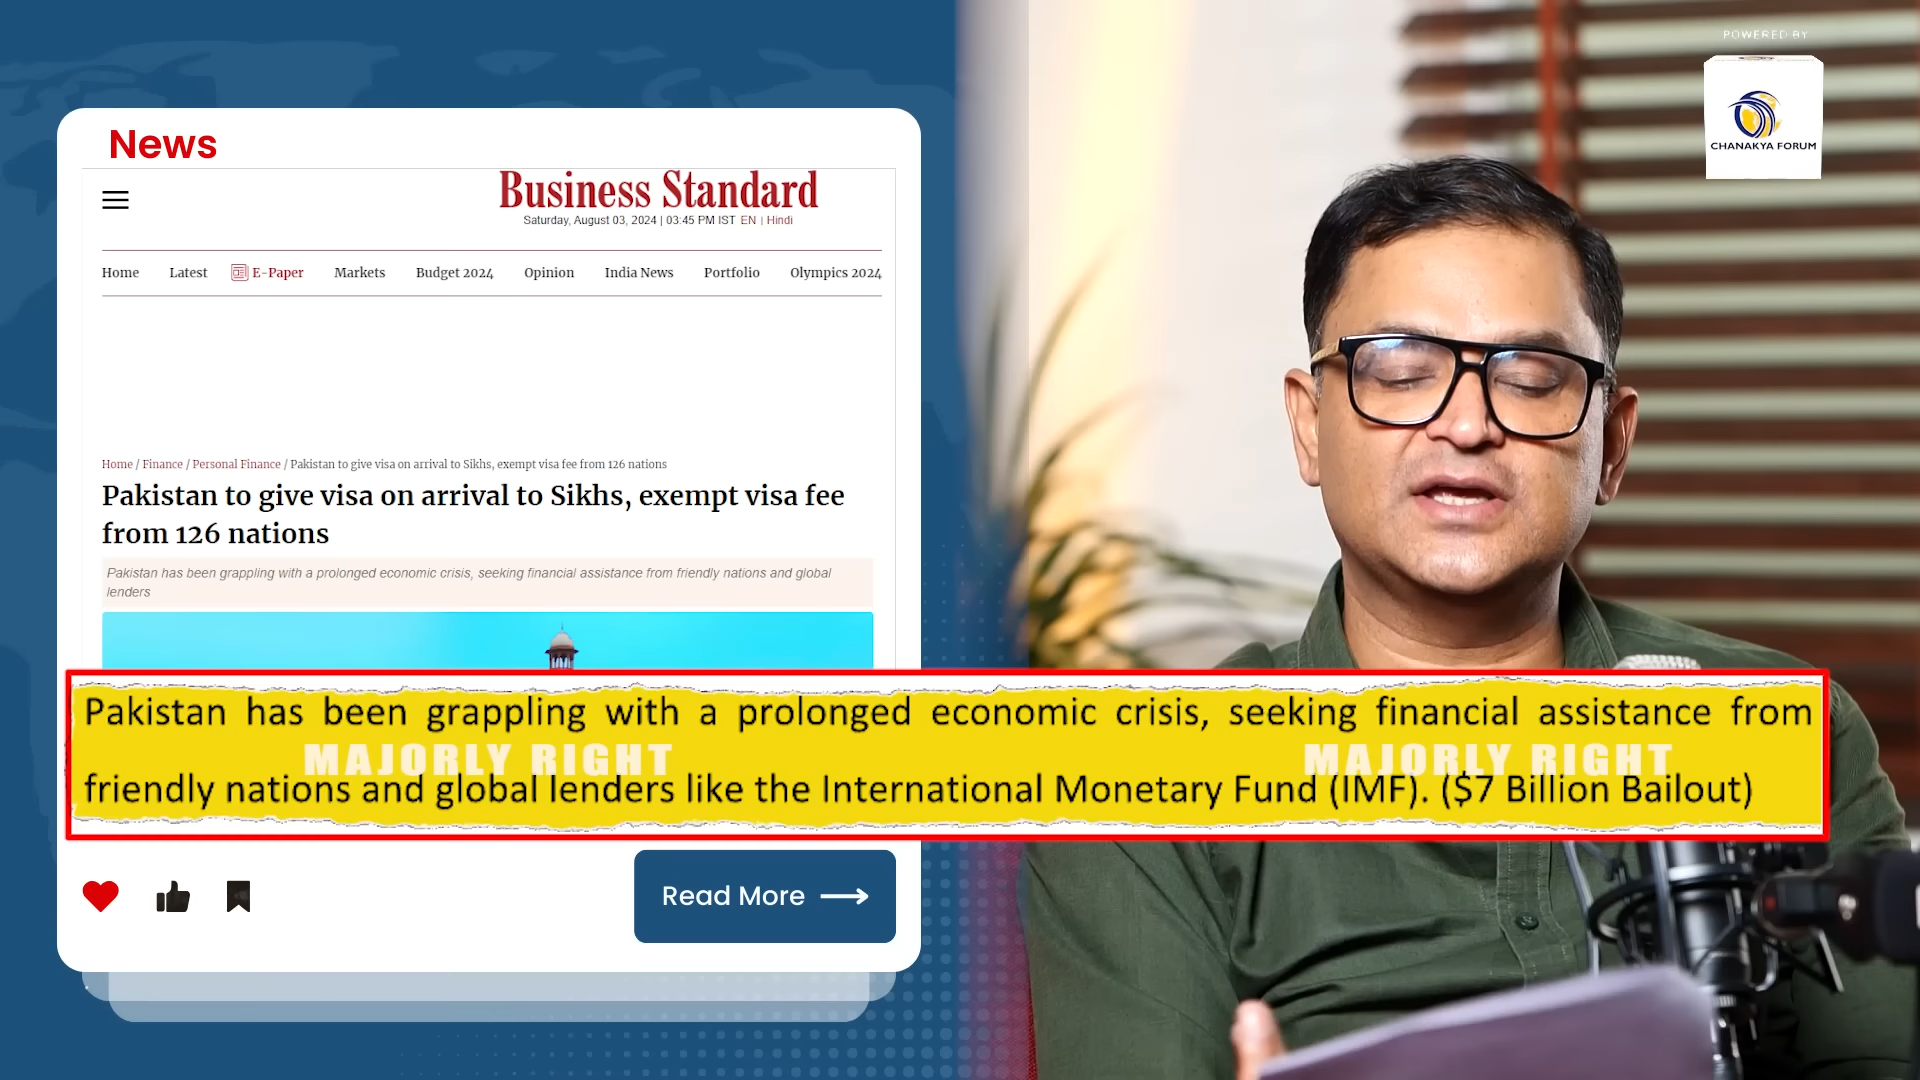 POWERED BY
CHANAKYA FORUM
News
Business Standard
Saturday, August 03, 2024 | 03:45 PM IST EN | Hindi
Home Latest E-Paper Markets Budget 2024 Opinion India News Portfolio Olympics 2024
Home / Finance / Personal Finance / Pakistan to give visa on arrival to Sikhs, exempt visa fee from 126 nations
Pakistan to give visa on arrival to Sikhs, exempt visa fee
from 126 nations
Pakistan has been grappling with a prolonged economic crisis, seeking financial assistance from friendly nations and global
lenders
Pakistan has been grappling with a prolonged economic crisis, seeking financial assistance from
MAJORLY RIGHT MAJORLY RIGHT
friendly nations and global lenders like the International Monetary Fund (IMF). ($7 Billion Bailout)
Read More